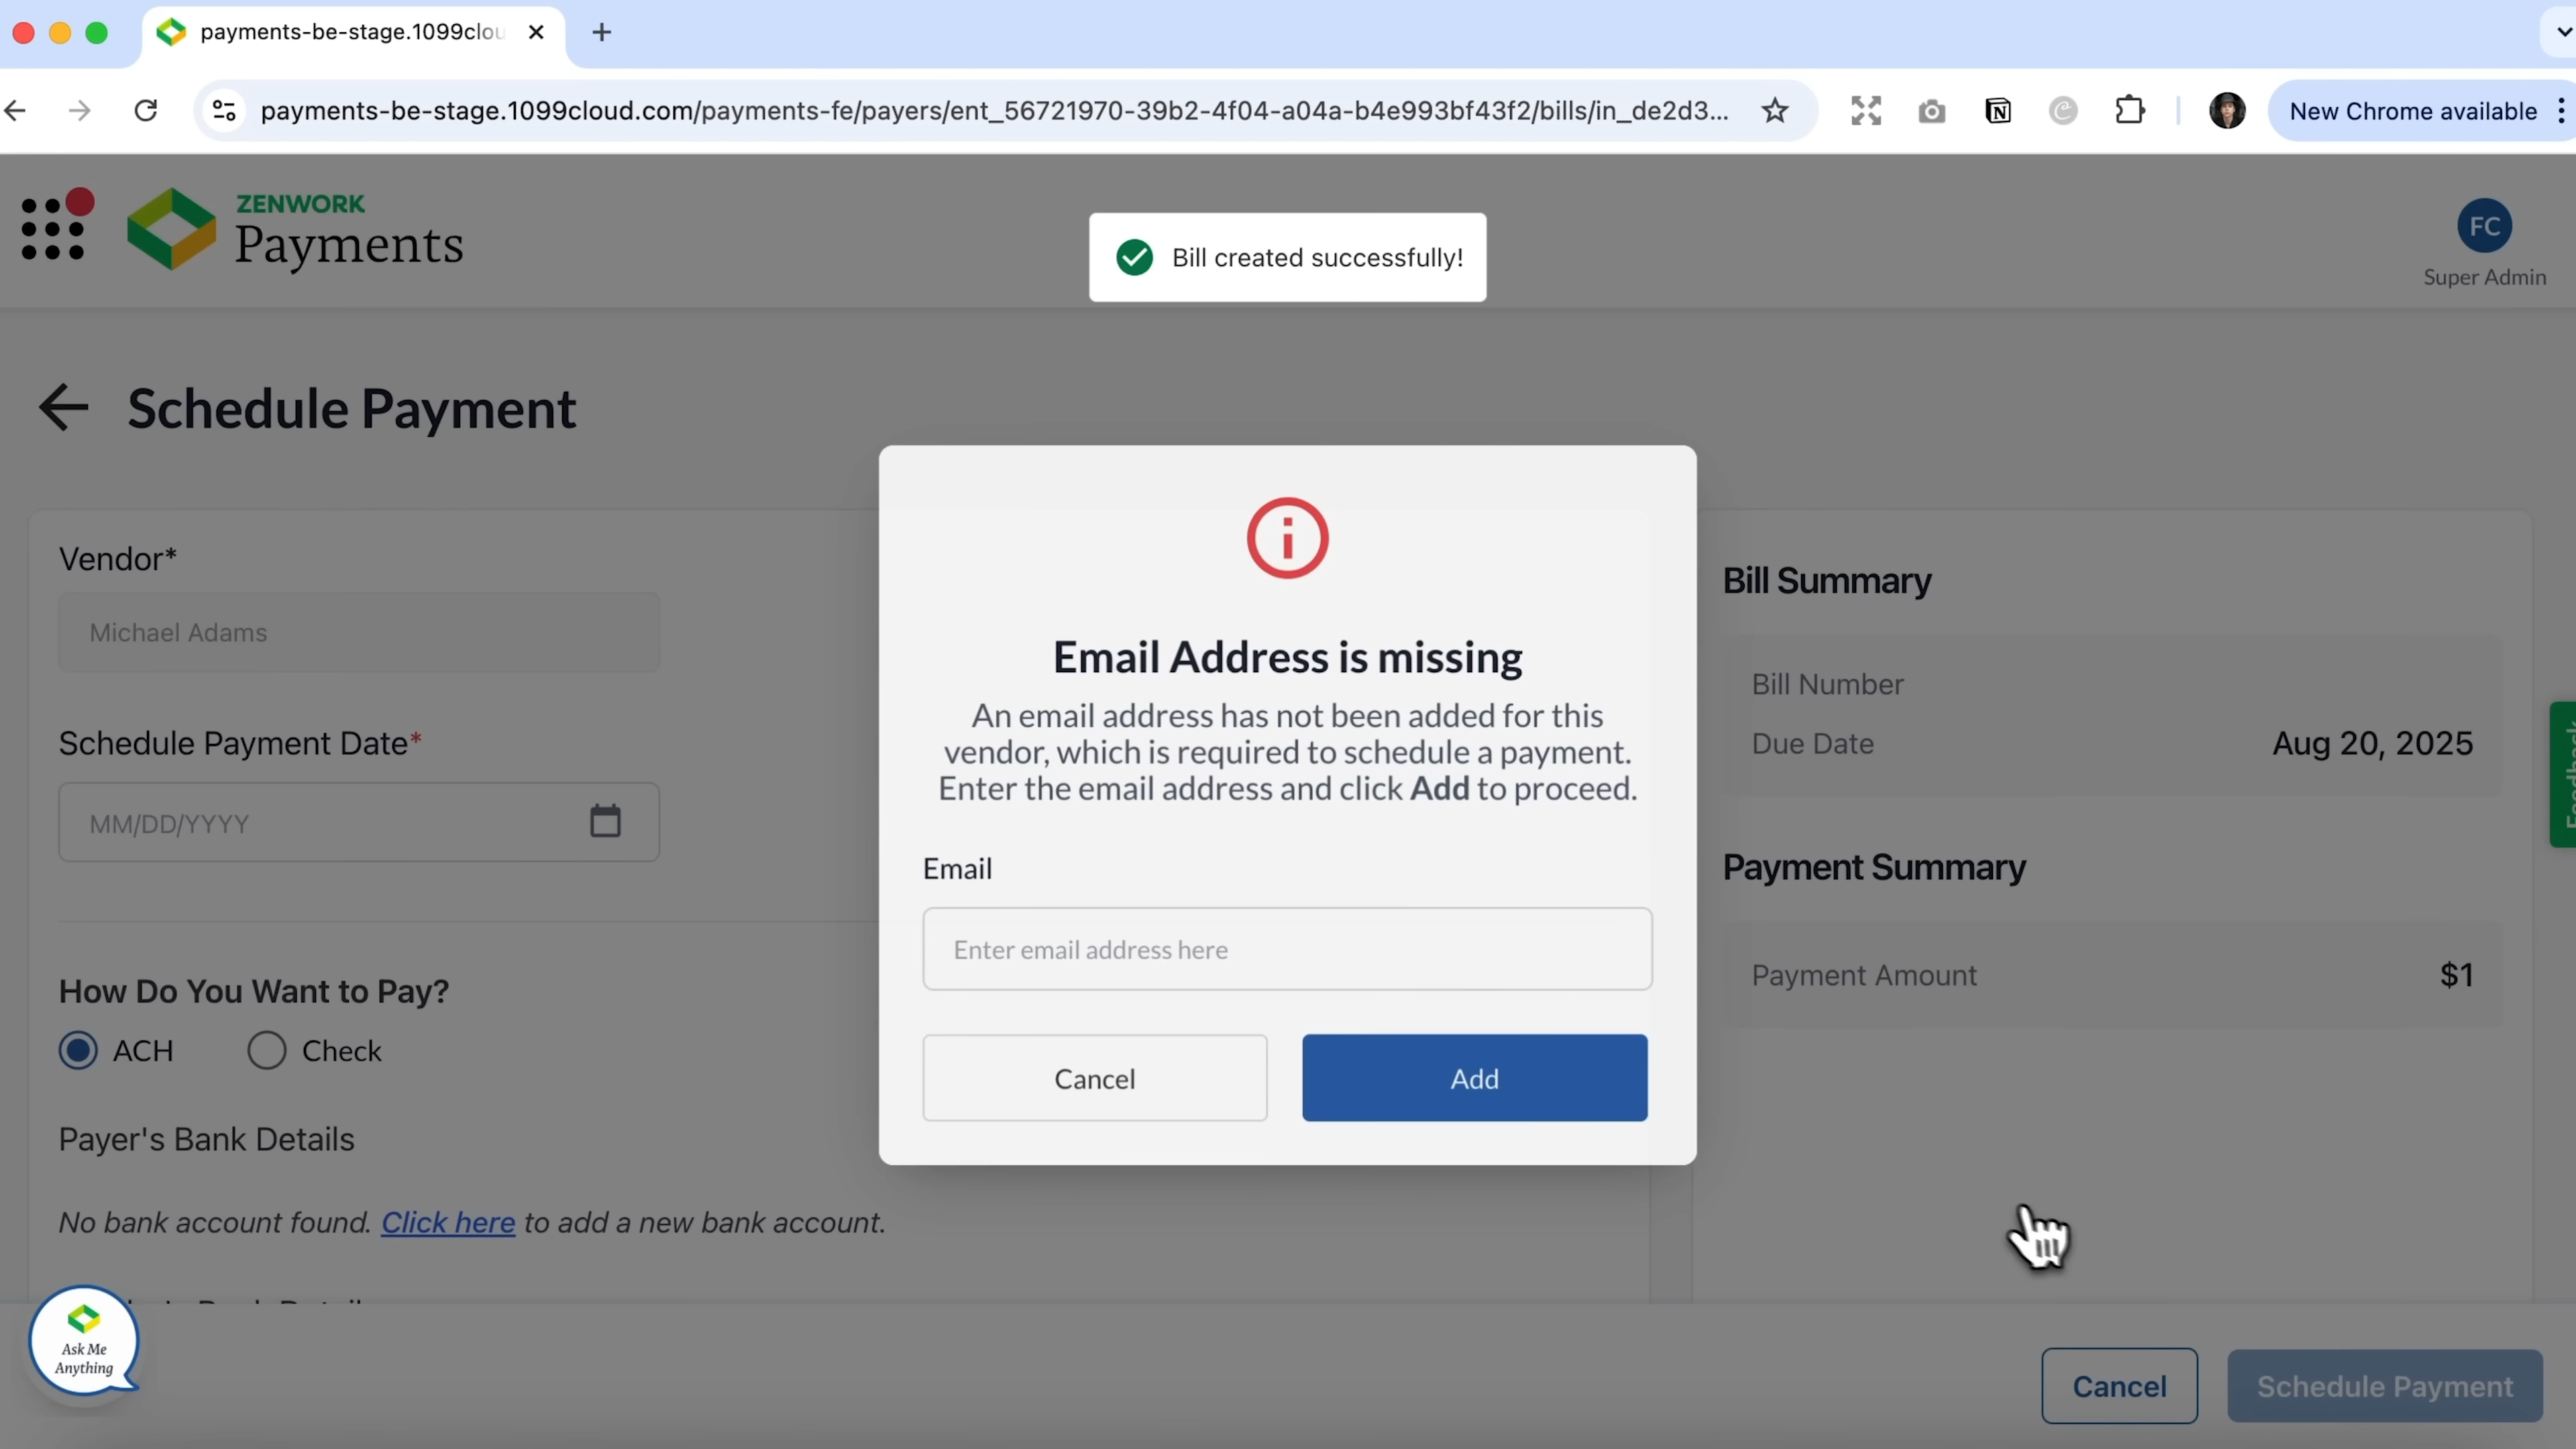 payments-be-stage.1099clou
payments-be-stage.1099cloud.com/payments-fe/payers/ent_56721970-39b2-4f04-a04a-b4e993bf43f2/bills/in_de2d3...
New Chrome available
ZENWORK
Payments
Bill created successfully!
FC
Super Admin
Schedule Payment
Vendor*
Michael Adams
Schedule Payment Date*
MM/DD/YYYY
How Do You Want to Pay?
ACH
Check
Payer's Bank Details
No bank account found. Click here to add a new bank account.
Email Address is missing
An email address has not been added for this
vendor, which is required to schedule a payment.
Enter the email address and click Add to proceed.
Email
Enter email address here
Cancel
Add
Bill Summary
Bill Number
Due Date
Aug 20, 2025
Payment Summary
Payment Amount
$1
Feedback
Ask Me
Anything
Cancel
Schedule Payment